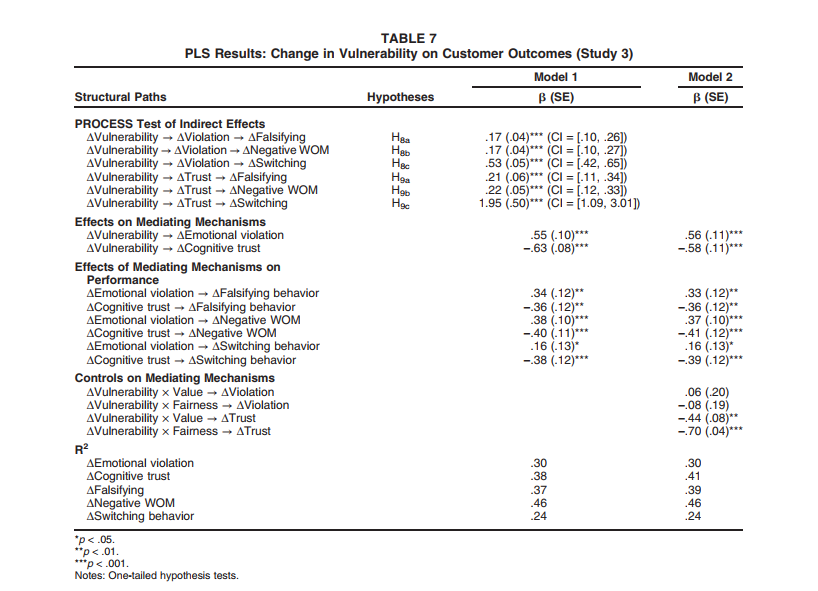 TABLE 7
PLS Results: Change in Vulnerability on Customer Outcomes (Study 3)
Model 1 Model 2
Structural Paths Hypotheses β (SE) β (SE)
PROCESS Test of Indirect Effects
ΔVulnerability → ΔViolation → ΔFalsifying H8a .17 (.04)*** (CI = [.10, .26])
ΔVulnerability → ΔViolation → ΔNegative WOM H8b .17 (.04)*** (CI = [.10, .27])
ΔVulnerability → ΔViolation → ΔSwitching H8c .53 (.05)*** (CI = [.42, .65])
ΔVulnerability → ΔTrust → ΔFalsifying H9a .21 (.06)*** (CI = [.11, .34])
ΔVulnerability → ΔTrust → ΔNegative WOM H9b .22 (.05)*** (CI = [.12, .33])
ΔVulnerability → ΔTrust → ΔSwitching H9c 1.95 (.50)*** (CI = [1.09, 3.01])
Effects on Mediating Mechanisms
ΔVulnerability → ΔEmotional violation .55 (.10)*** .56 (.11)***
ΔVulnerability → ΔCognitive trust –.63 (.08)*** –.58 (.11)***
Effects of Mediating Mechanisms on
Performance
ΔEmotional violation → ΔFalsifying behavior .34 (.12)** .33 (.12)**
ΔCognitive trust → ΔFalsifying behavior –.36 (.12)** –.36 (.12)**
ΔEmotional violation → ΔNegative WOM .38 (.10)*** .37 (.10)***
ΔCognitive trust → ΔNegative WOM –.40 (.11)*** –.41 (.12)***
ΔEmotional violation → ΔSwitching behavior .16 (.13)* .16 (.13)*
ΔCognitive trust → ΔSwitching behavior –.38 (.12)*** –.39 (.12)***
Controls on Mediating Mechanisms
ΔVulnerability × Value → ΔViolation .06 (.20)
ΔVulnerability × Fairness → ΔViolation –.08 (.19)
ΔVulnerability × Value → ΔTrust –.44 (.08)**
ΔVulnerability × Fairness → ΔTrust –.70 (.04)***
R²
ΔEmotional violation .30 .30
ΔCognitive trust .38 .41
ΔFalsifying .37 .39
ΔNegative WOM .46 .46
ΔSwitching behavior .24 .24
*p < .05.
**p < .01.
***p < .001.
Notes: One-tailed hypothesis tests.